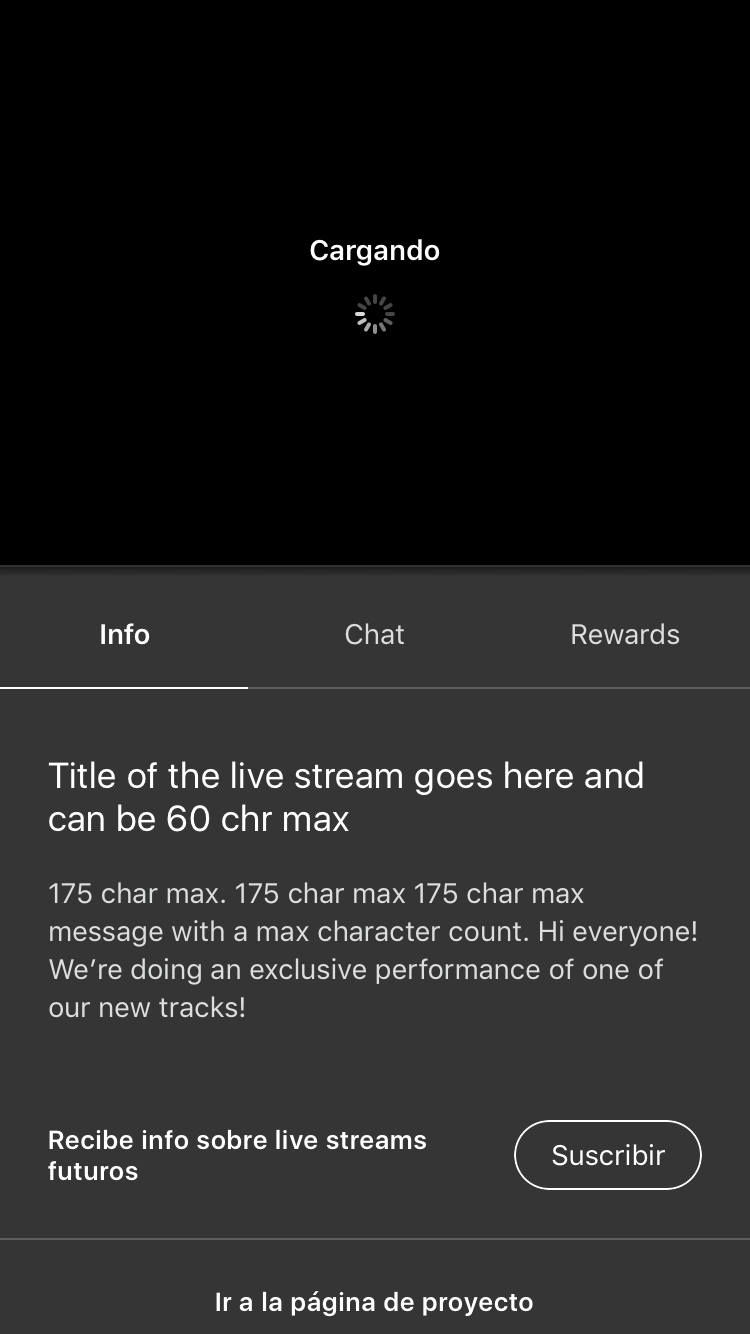 Cargando
Info Chat Rewards
Title of the live stream goes here and
can be 60 chr max
175 char max. 175 char max 175 char max
message with a max character count. Hi everyone!
We’re doing an exclusive performance of one of
our new tracks!
Recibe info sobre live streams
futuros
Suscribir
Ir a la página de proyecto